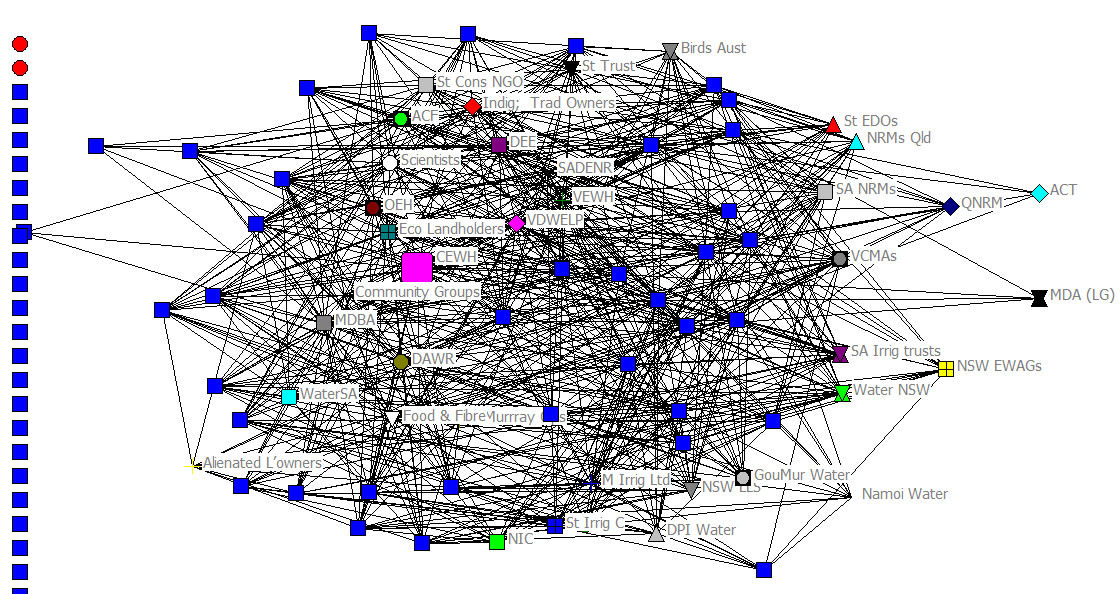 Birds Aust
St Trust
St Cons NGO
Indig; Trad Owners
ACF
St EDOs
NRMs Qld
DEE
Scientists
SADENR
SA NRMs
ACT
VEWH
OEH
QNRM
VDWELP
Eco Landholders
CEWH
VCMAs
Community Groups
MDA (LG)
MDBA
SA Irrig trusts
DAWR
NSW EWAGs
WaterSA
Water NSW
Food & Fibre
Alienated L'owners
GouMur Water
M Irrig Ltd
NSW LLS
Namoi Water
St Irrig C
DPI Water
NIC